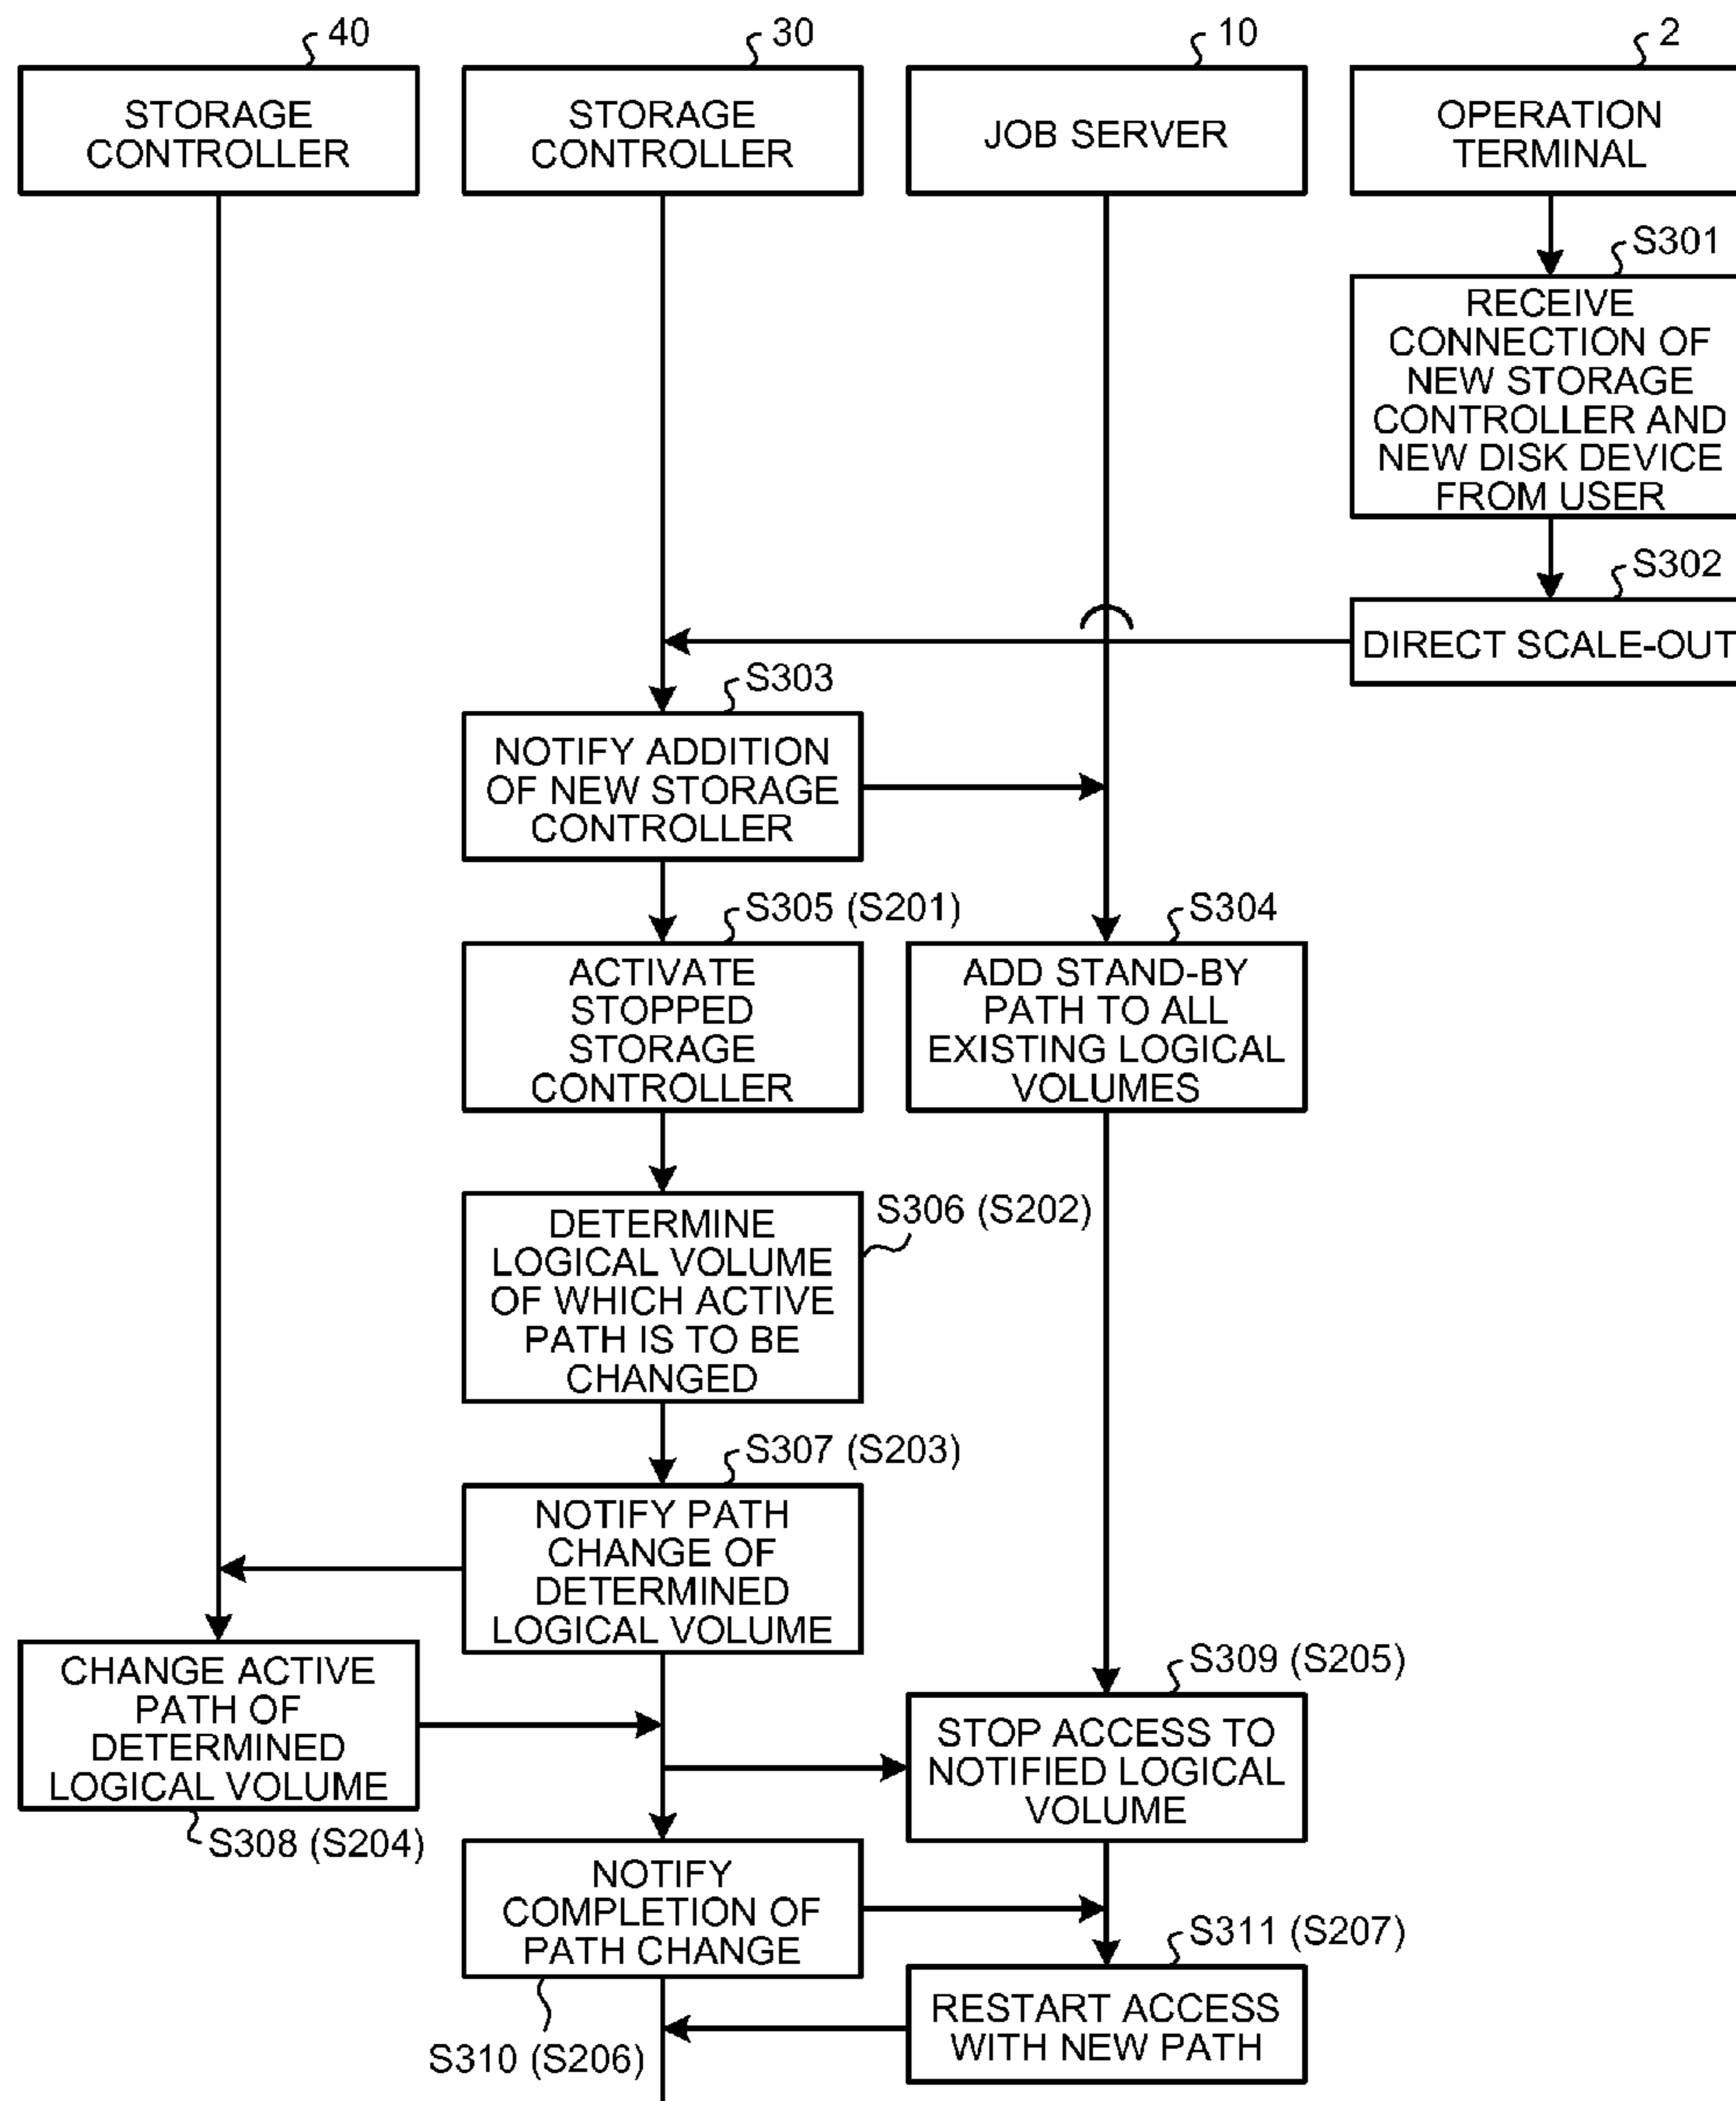 40
30
10
2
STORAGE
CONTROLLER
STORAGE
CONTROLLER
JOB SERVER
OPERATION
TERMINAL
S301
RECEIVE
CONNECTION OF
NEW STORAGE
CONTROLLER AND
NEW DISK DEVICE
FROM USER
S302
DIRECT SCALE-OUT
S303
NOTIFY ADDITION
OF NEW STORAGE
CONTROLLER
S305 (S201)
ACTIVATE
STOPPED
STORAGE
CONTROLLER
S304
ADD STAND-BY
PATH TO ALL
EXISTING LOGICAL
VOLUMES
S306 (S202)
DETERMINE
LOGICAL VOLUME
OF WHICH ACTIVE
PATH IS TO BE
CHANGED
S307 (S203)
NOTIFY PATH
CHANGE OF
DETERMINED
LOGICAL VOLUME
CHANGE ACTIVE
PATH OF
DETERMINED
LOGICAL VOLUME
S308 (S204)
S309 (S205)
STOP ACCESS TO
NOTIFIED LOGICAL
VOLUME
NOTIFY
COMPLETION OF
PATH CHANGE
S310 (S206)
S311 (S207)
RESTART ACCESS
WITH NEW PATH